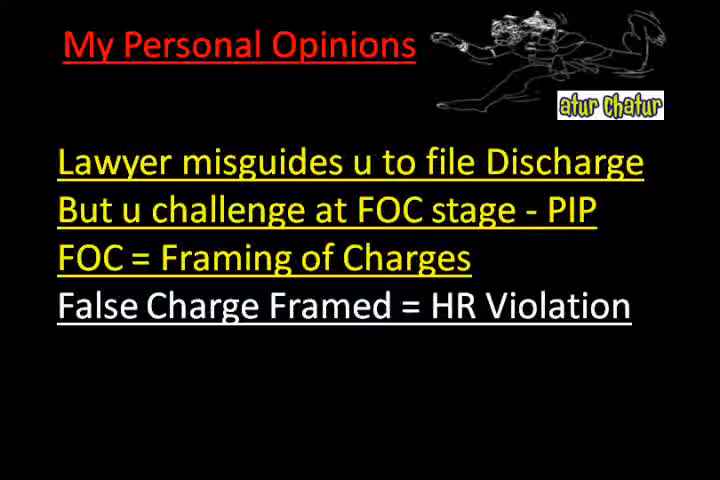 My Personal Opinions
atur chatur
Lawyer misguides u to file Discharge
But u challenge at FOC stage - PIP
FOC = Framing of Charges
False Charge Framed = HR Violation